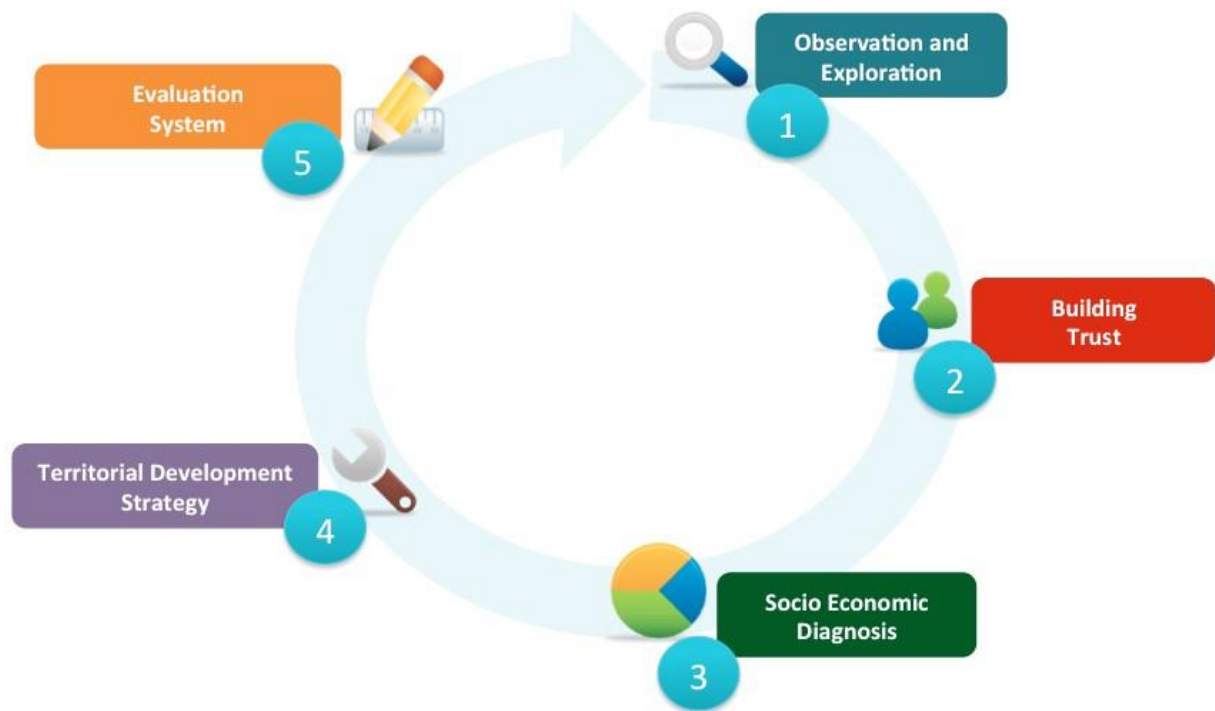 Observation and
Exploration
1
Building
Trust
2
Socio Economic
Diagnosis
3
Territorial Development
Strategy
4
Evaluation
System
5